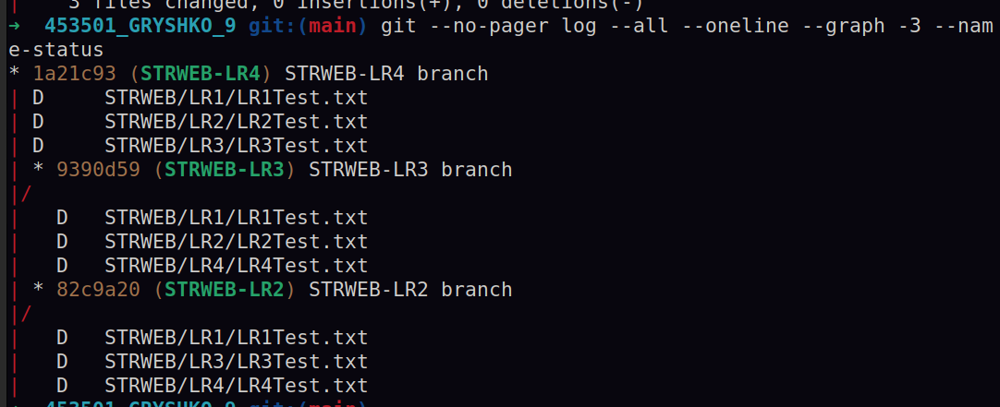 |    3 files changed, 0 insertions(+), 0 deletions(-)
→  453501_GRYSHKO_9 git:(main) git --no-pager log --all --oneline --graph -3 --nam
e-status
* 1a21c93 (STRWEB-LR4) STRWEB-LR4 branch
| D     STRWEB/LR1/LR1Test.txt
| D     STRWEB/LR2/LR2Test.txt
| D     STRWEB/LR3/LR3Test.txt
| * 9390d59 (STRWEB-LR3) STRWEB-LR3 branch
|/
|   D   STRWEB/LR1/LR1Test.txt
|   D   STRWEB/LR2/LR2Test.txt
|   D   STRWEB/LR4/LR4Test.txt
| * 82c9a20 (STRWEB-LR2) STRWEB-LR2 branch
|/
|   D   STRWEB/LR1/LR1Test.txt
|   D   STRWEB/LR3/LR3Test.txt
|   D   STRWEB/LR4/LR4Test.txt
→  453501_GRYSHKO_9 git:(main)